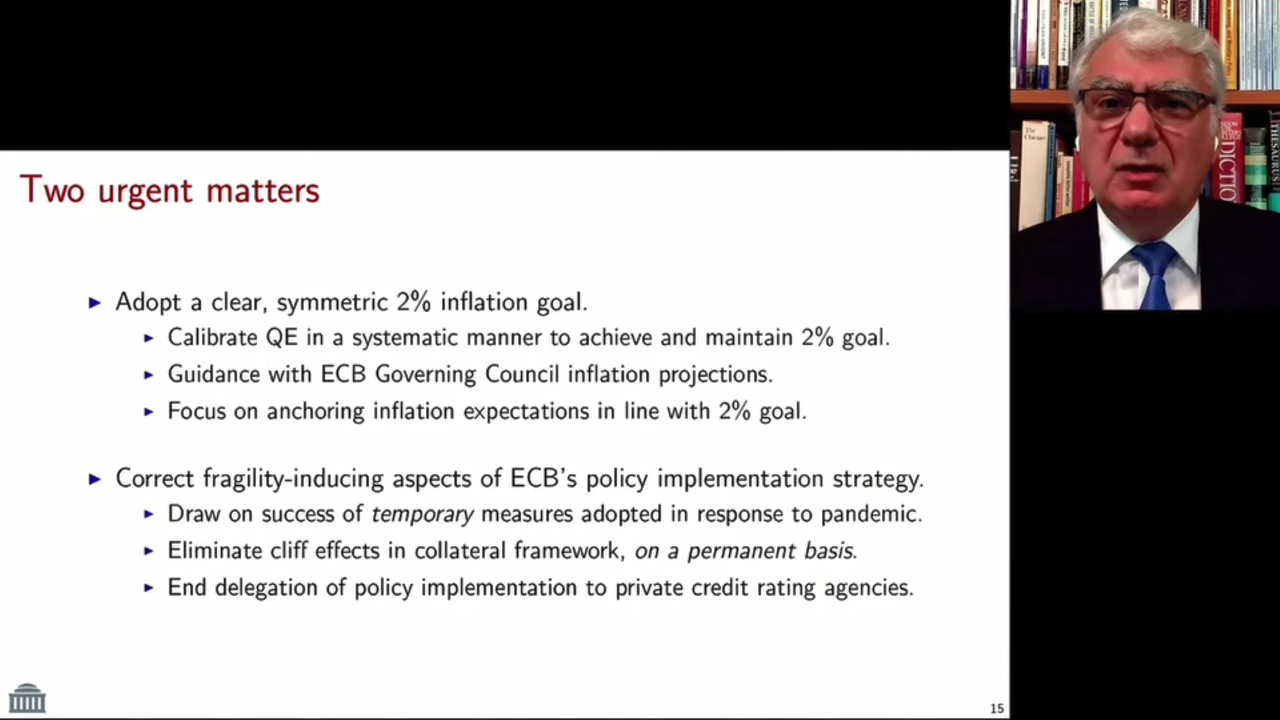 Two urgent matters
Adopt a clear, symmetric 2% inflation goal.
Calibrate QE in a systematic manner to achieve and maintain 2% goal.
Guidance with ECB Governing Council inflation projections.
Focus on anchoring inflation expectations in line with 2% goal.
Correct fragility-inducing aspects of ECB's policy implementation strategy.
Draw on success of temporary measures adopted in response to pandemic.
Eliminate cliff effects in collateral framework, on a permanent basis.
End delegation of policy implementation to private credit rating agencies.
15
The
Chicago
THESAURUS